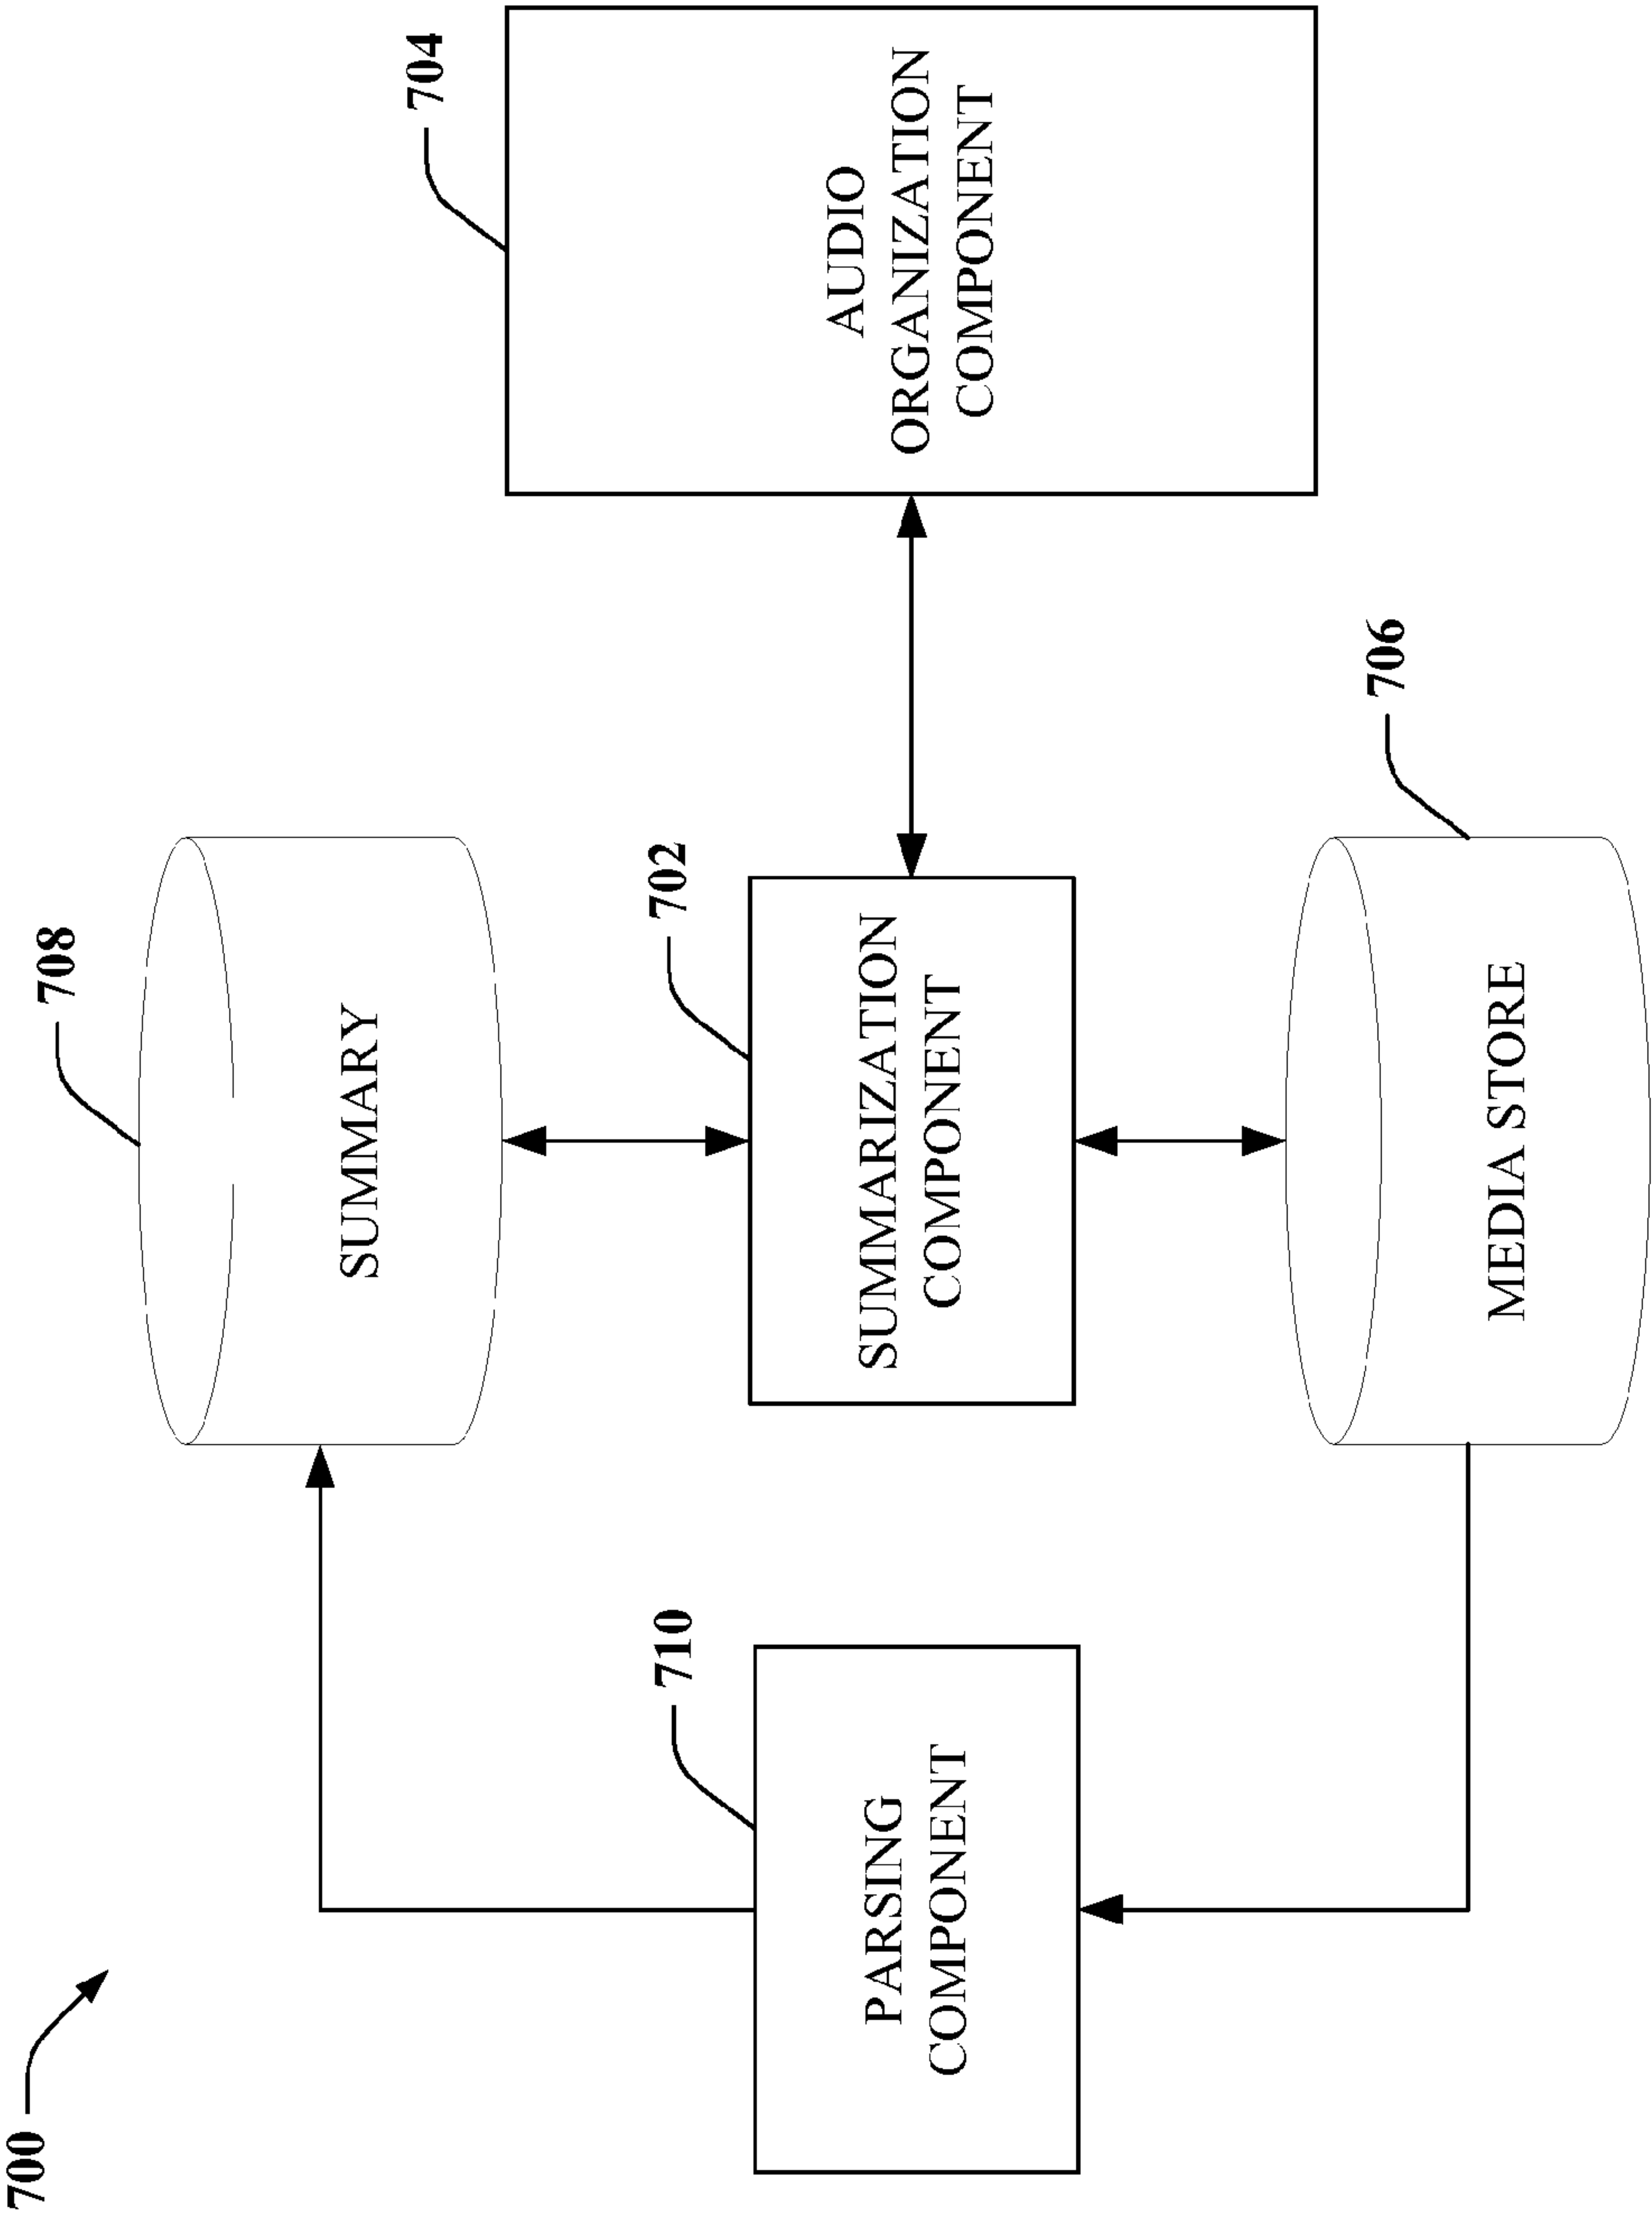 700
708
SUMMARY
710
PARSING
COMPONENT
702
SUMMARIZATION
COMPONENT
704
AUDIO
ORGANIZATION
COMPONENT
706
MEDIA STORE